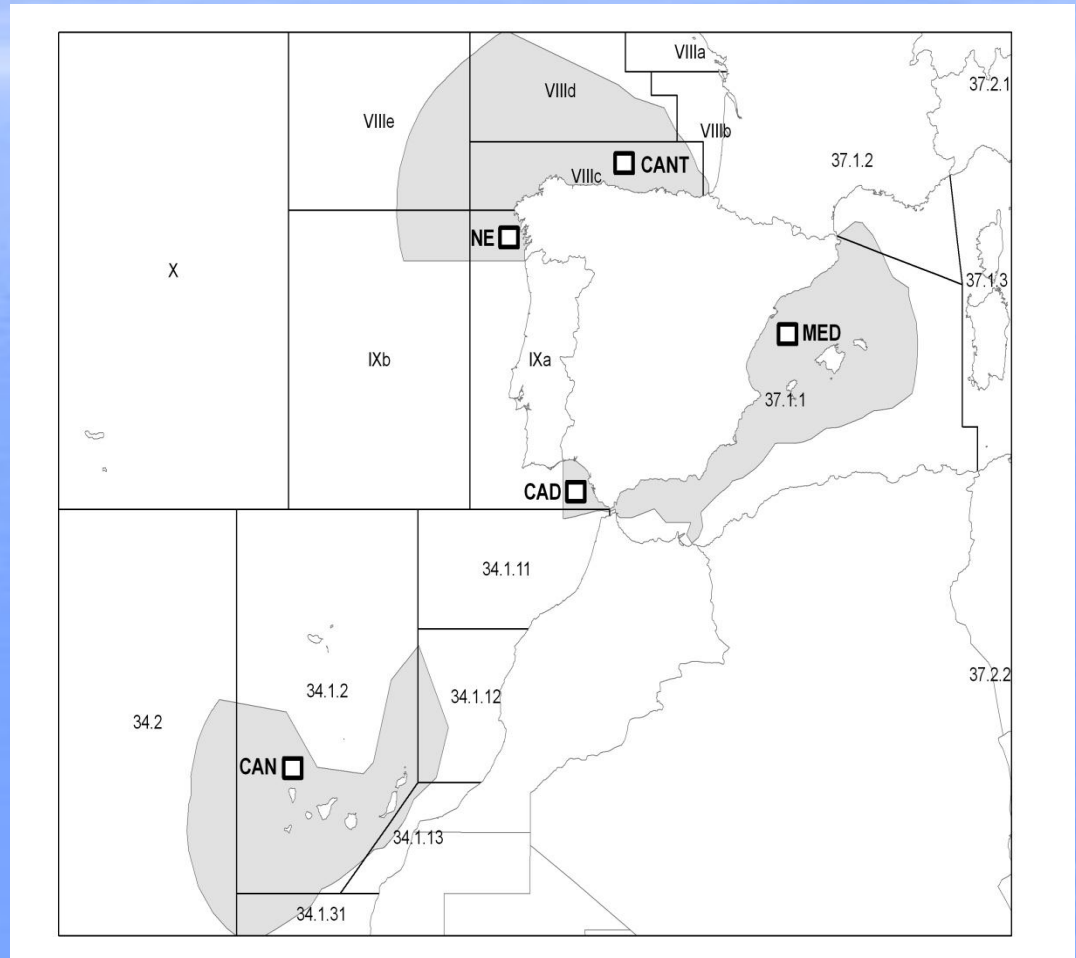 VIIIa
37.2.1
VIIId
VIIIe
VIIIb
37.1.2
CANT
VIIIc
NE
X
37.1.3
MED
IXb
IXa
37.1.1
CAD
34.1.11
37.2.2
34.1.2
34.1.12
34.2
CAN
34.1.13
34.1.31